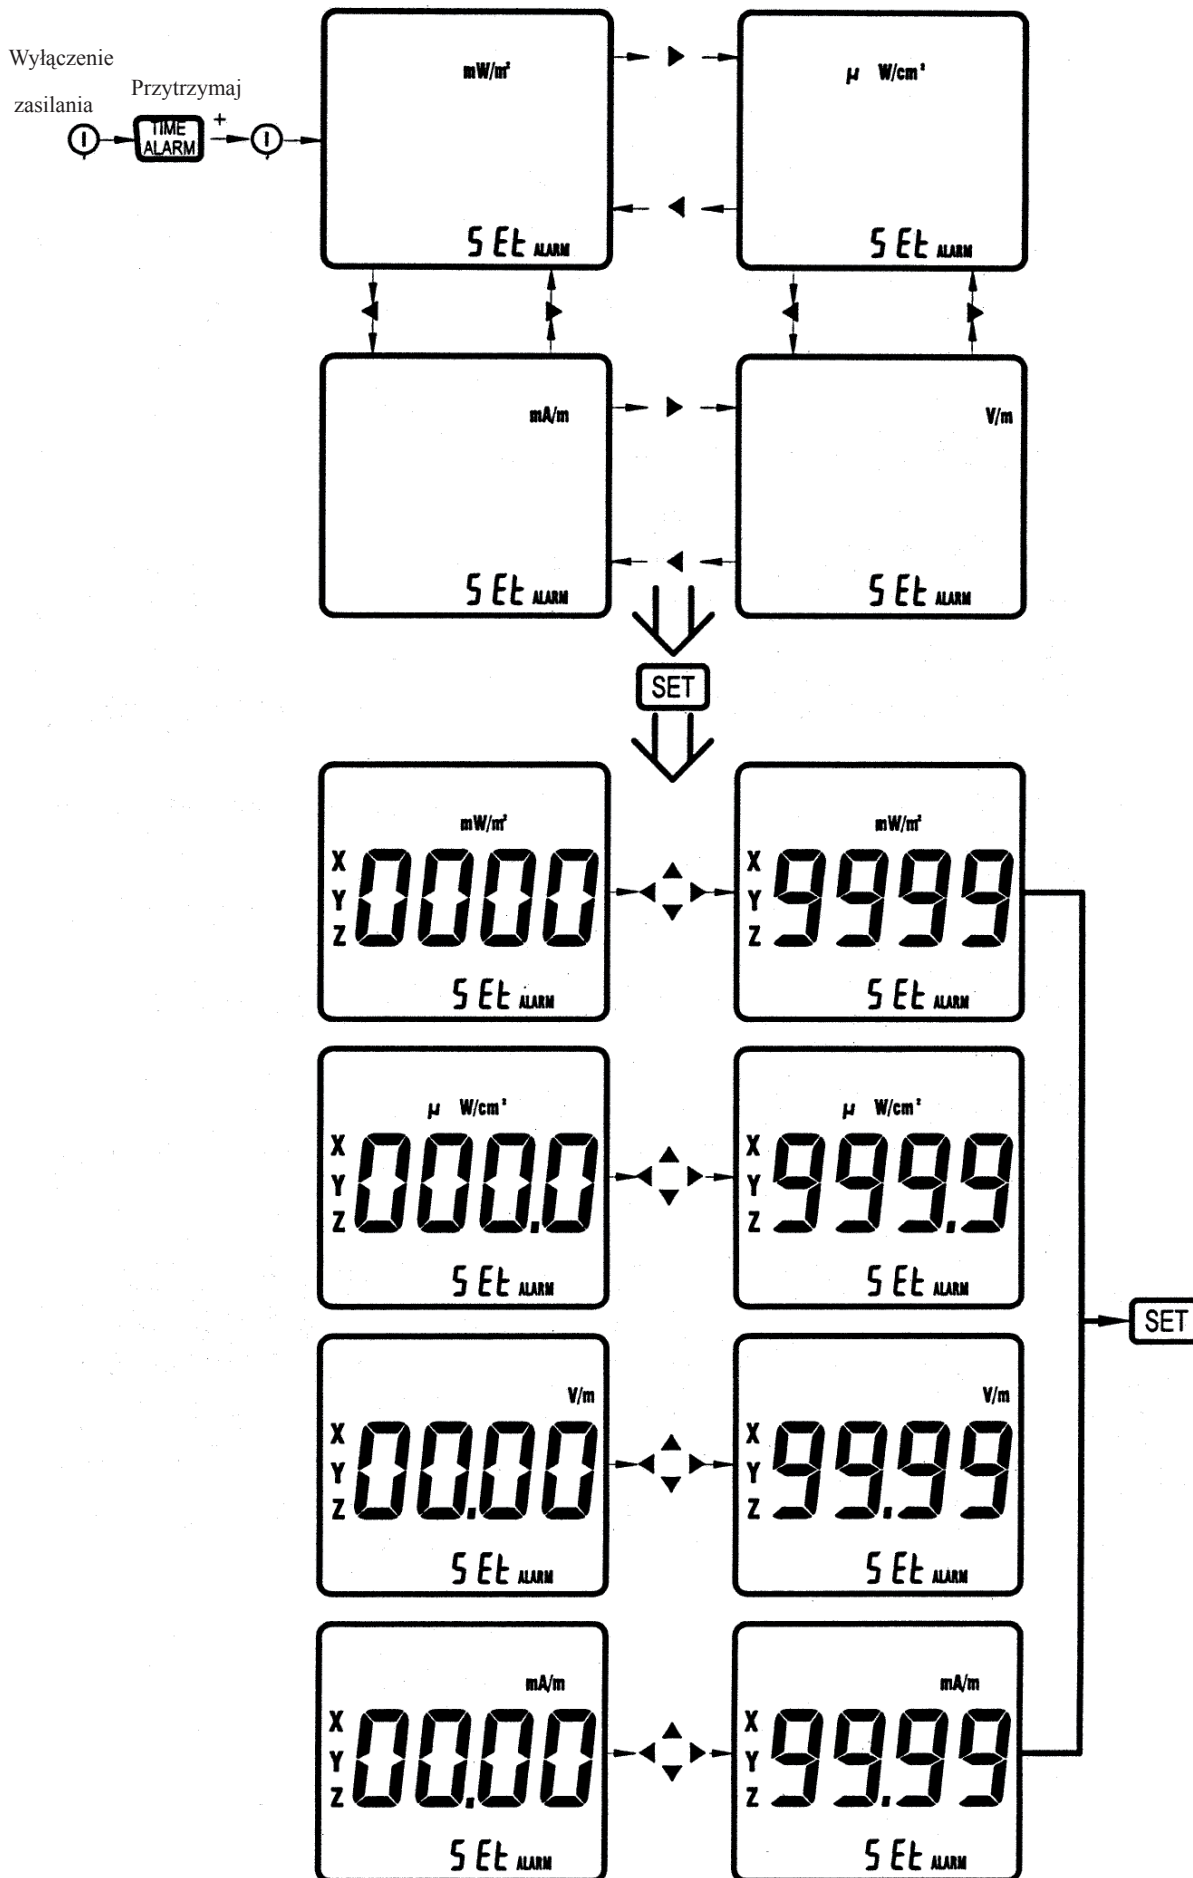 Wyłączenie
zasilania
Przytrzymaj
TIME
ALARM
+
mW/m²
SEt ALARM
µ W/cm²
SEt ALARM
mA/m
SEt ALARM
V/m
SEt ALARM
SET
mW/m²
X
Y
Z
0000
SEt ALARM
mW/m²
X
Y
Z
9999
SEt ALARM
µ W/cm²
X
Y
Z
000.0
SEt ALARM
µ W/cm²
X
Y
Z
999.9
SEt ALARM
SET
V/m
X
Y
Z
00.00
SEt ALARM
V/m
X
Y
Z
99.99
SEt ALARM
mA/m
X
Y
Z
00.00
SEt ALARM
mA/m
X
Y
Z
99.99
SEt ALARM